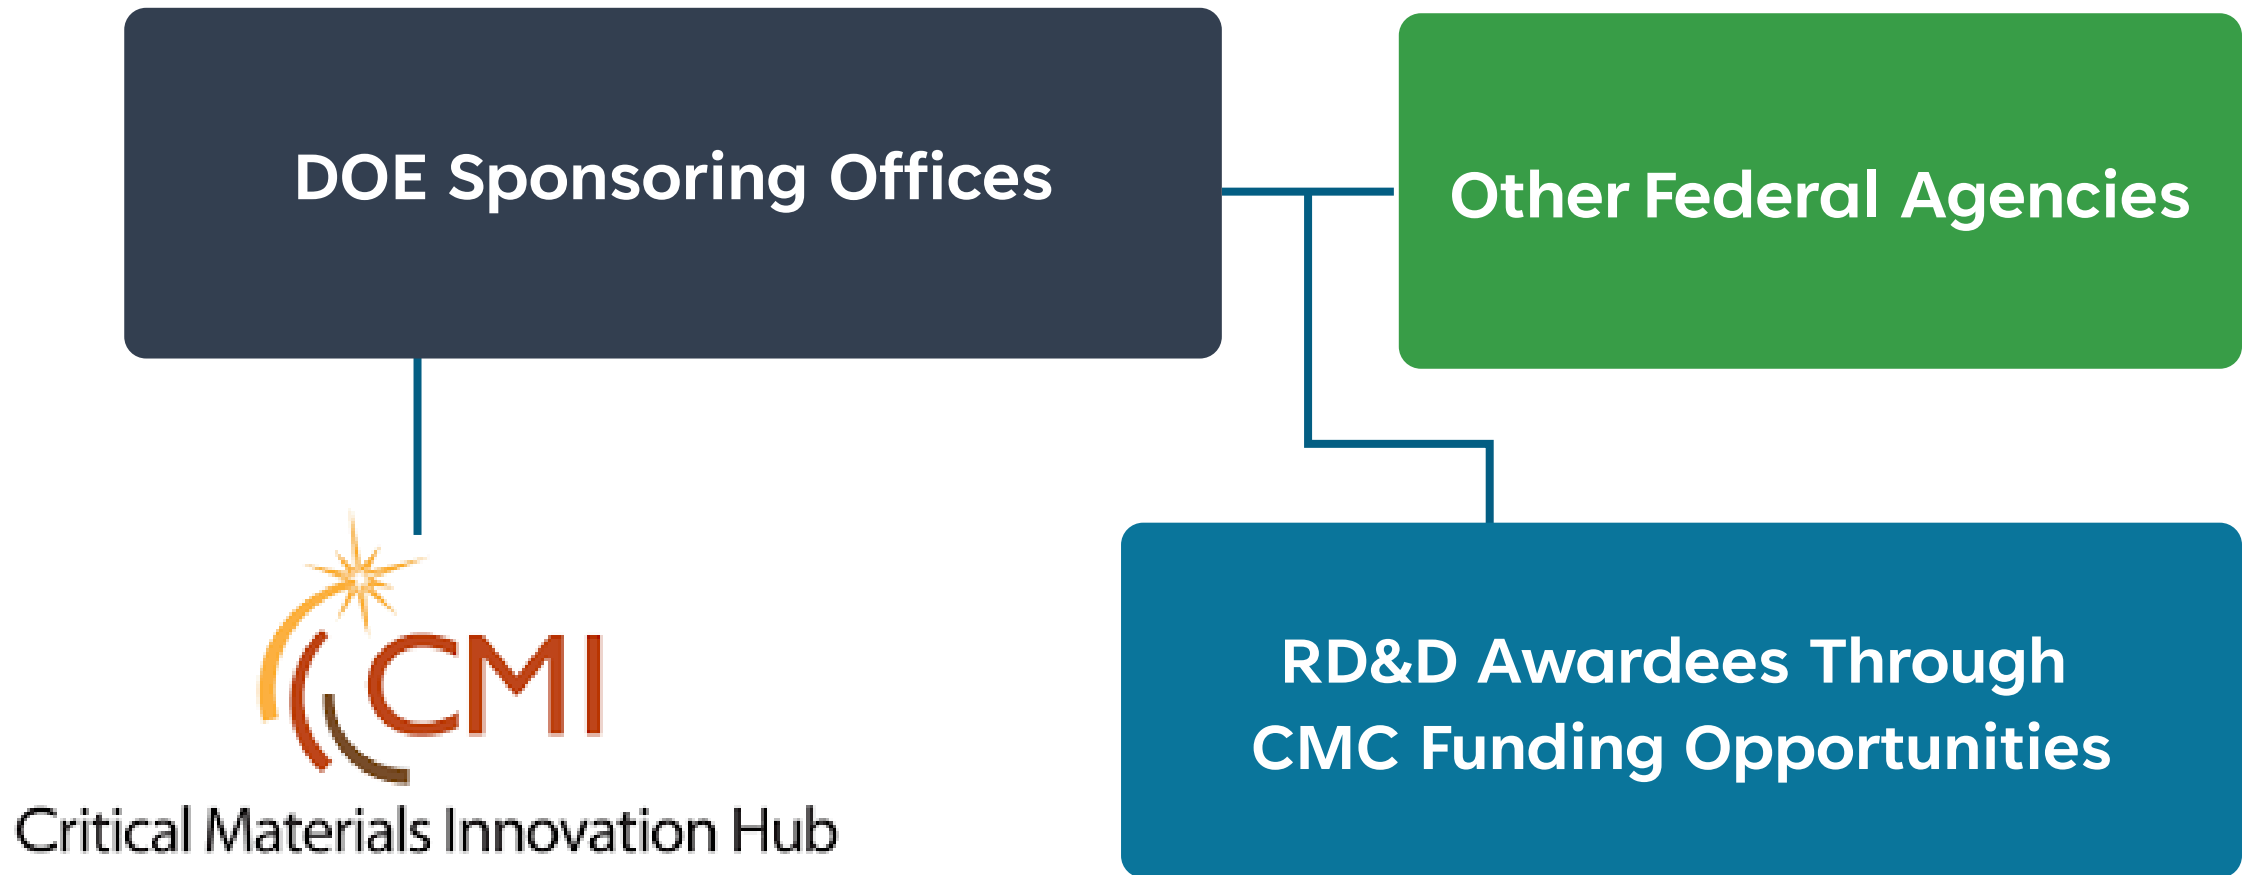 DOE Sponsoring Offices
Other Federal Agencies
CMI
Critical Materials Innovation Hub
RD&D Awardees Through
CMC Funding Opportunities